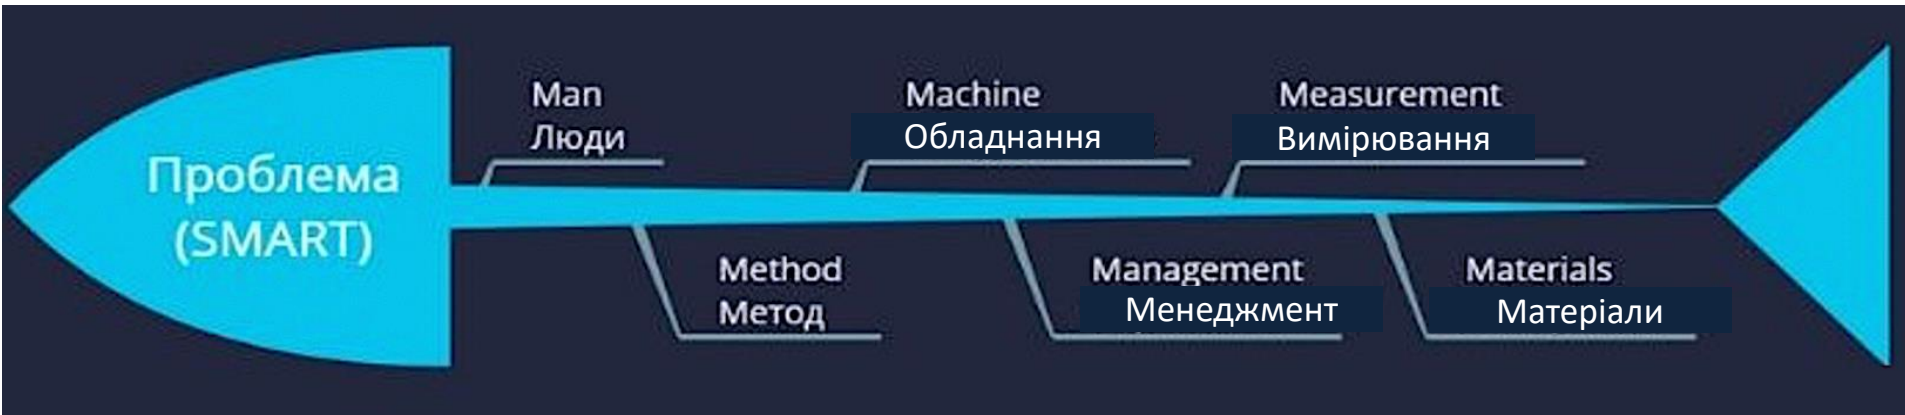 Проблема
(SMART)
Man
Люди
Machine
Обладнання
Measurement
Вимірювання
Method
Метод
Management
Менеджмент
Materials
Матеріали